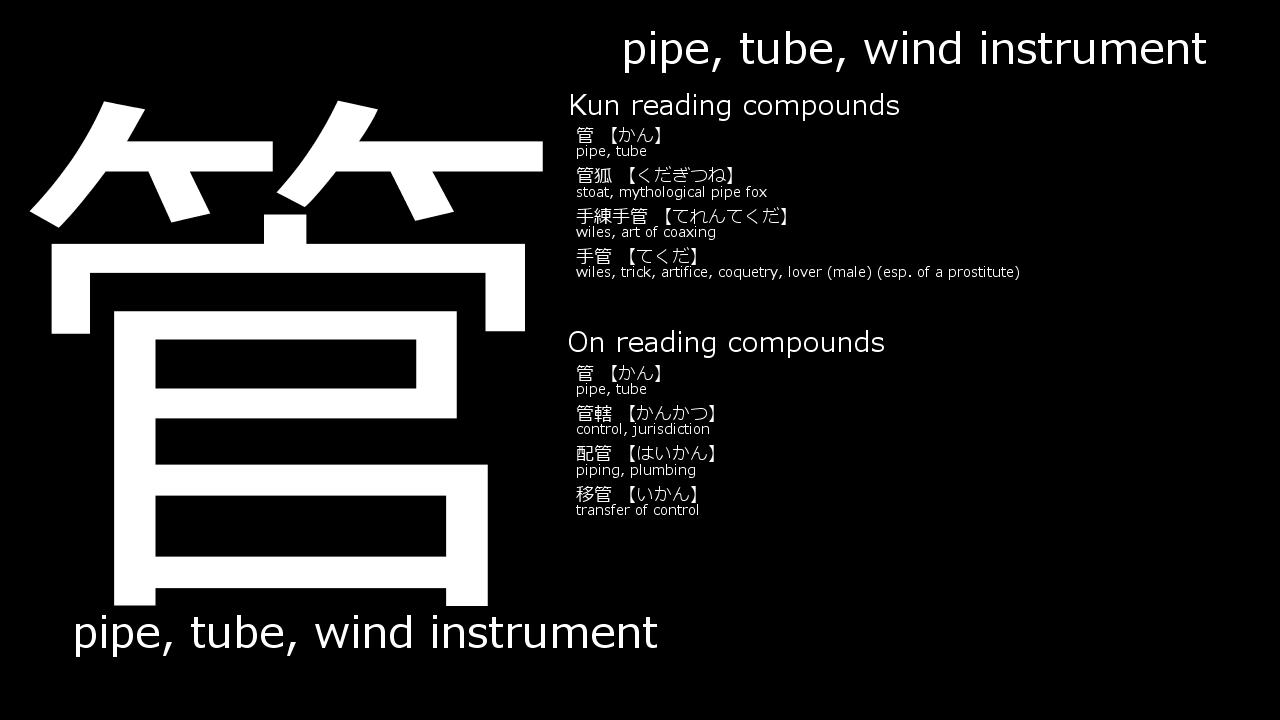 pipe, tube, wind instrument
管
Kun reading compounds
管 【かん】
pipe, tube
管狐 【くだぎつね】
stoat, mythological pipe fox
手練手管 【てれんてくだ】
wiles, art of coaxing
手管 【てくだ】
wiles, trick, artifice, coquetry, lover (male) (esp. of a prostitute)
On reading compounds
管 【かん】
pipe, tube
管轄 【かんかつ】
control, jurisdiction
配管 【はいかん】
piping, plumbing
移管 【いかん】
transfer of control
pipe, tube, wind instrument